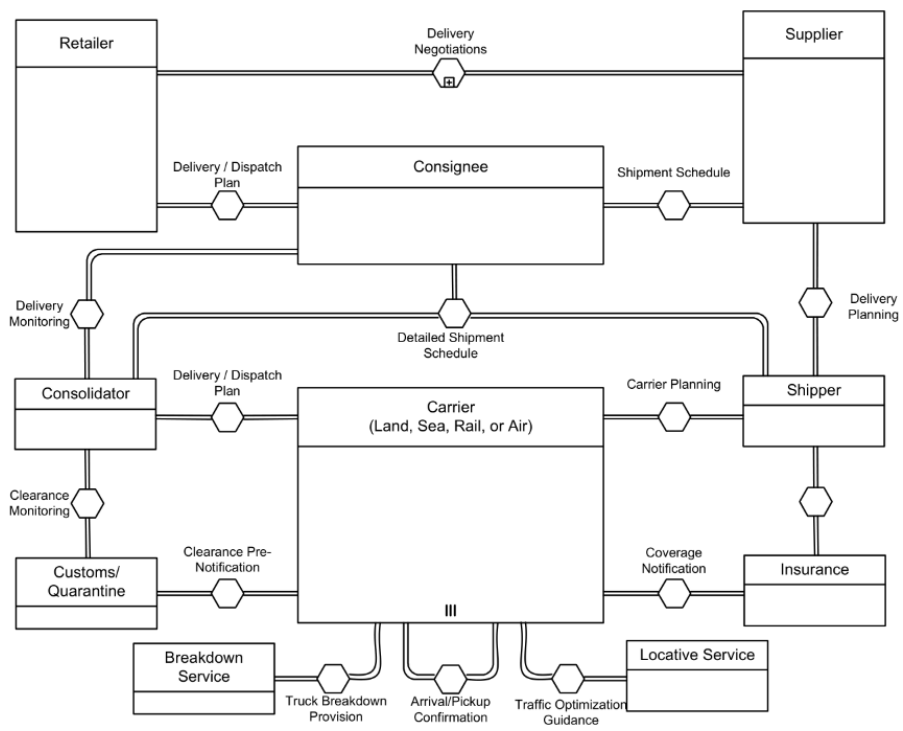 Retailer
Delivery
Negotiations
Supplier
Delivery / Dispatch
Plan
Consignee
Shipment Schedule
Delivery
Monitoring
Delivery
Planning
Detailed Shipment
Schedule
Consolidator
Delivery / Dispatch
Plan
Carrier
(Land, Sea, Rail, or Air)
Carrier Planning
Shipper
Clearance
Monitoring
Customs/
Quarantine
Clearance Pre-
Notification
Coverage
Notification
Insurance
Breakdown
Service
Truck Breakdown
Provision
Arrival/Pickup
Confirmation
Traffic Optimization
Guidance
Locative Service